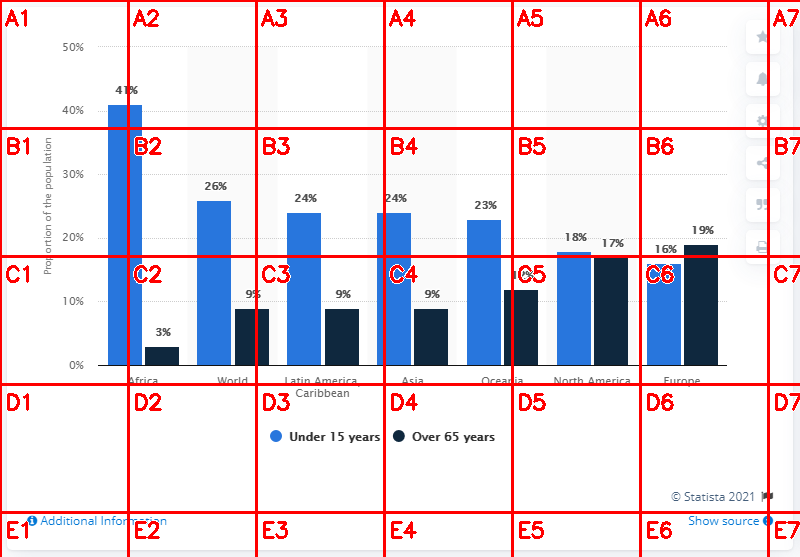 50%
40%
30%
20%
10%
0%
Proportion of the population
41%
3%
26%
9%
24%
9%
24%
9%
23%
18%
17%
16%
19%
Africa
World
Latin America, Caribbean
Asia
Oceania
North America
Europe
Under 15 years
Over 65 years
© Statista 2021
Additional Information
Show source
A1 A2 A3 A4 A5 A6 A7
B1 B2 B3 B4 B5 B6 B7
C1 C2 C3 C4 C5 C6 C7
D1 D2 D3 D4 D5 D6 D7
E1 E2 E3 E4 E5 E6 E7